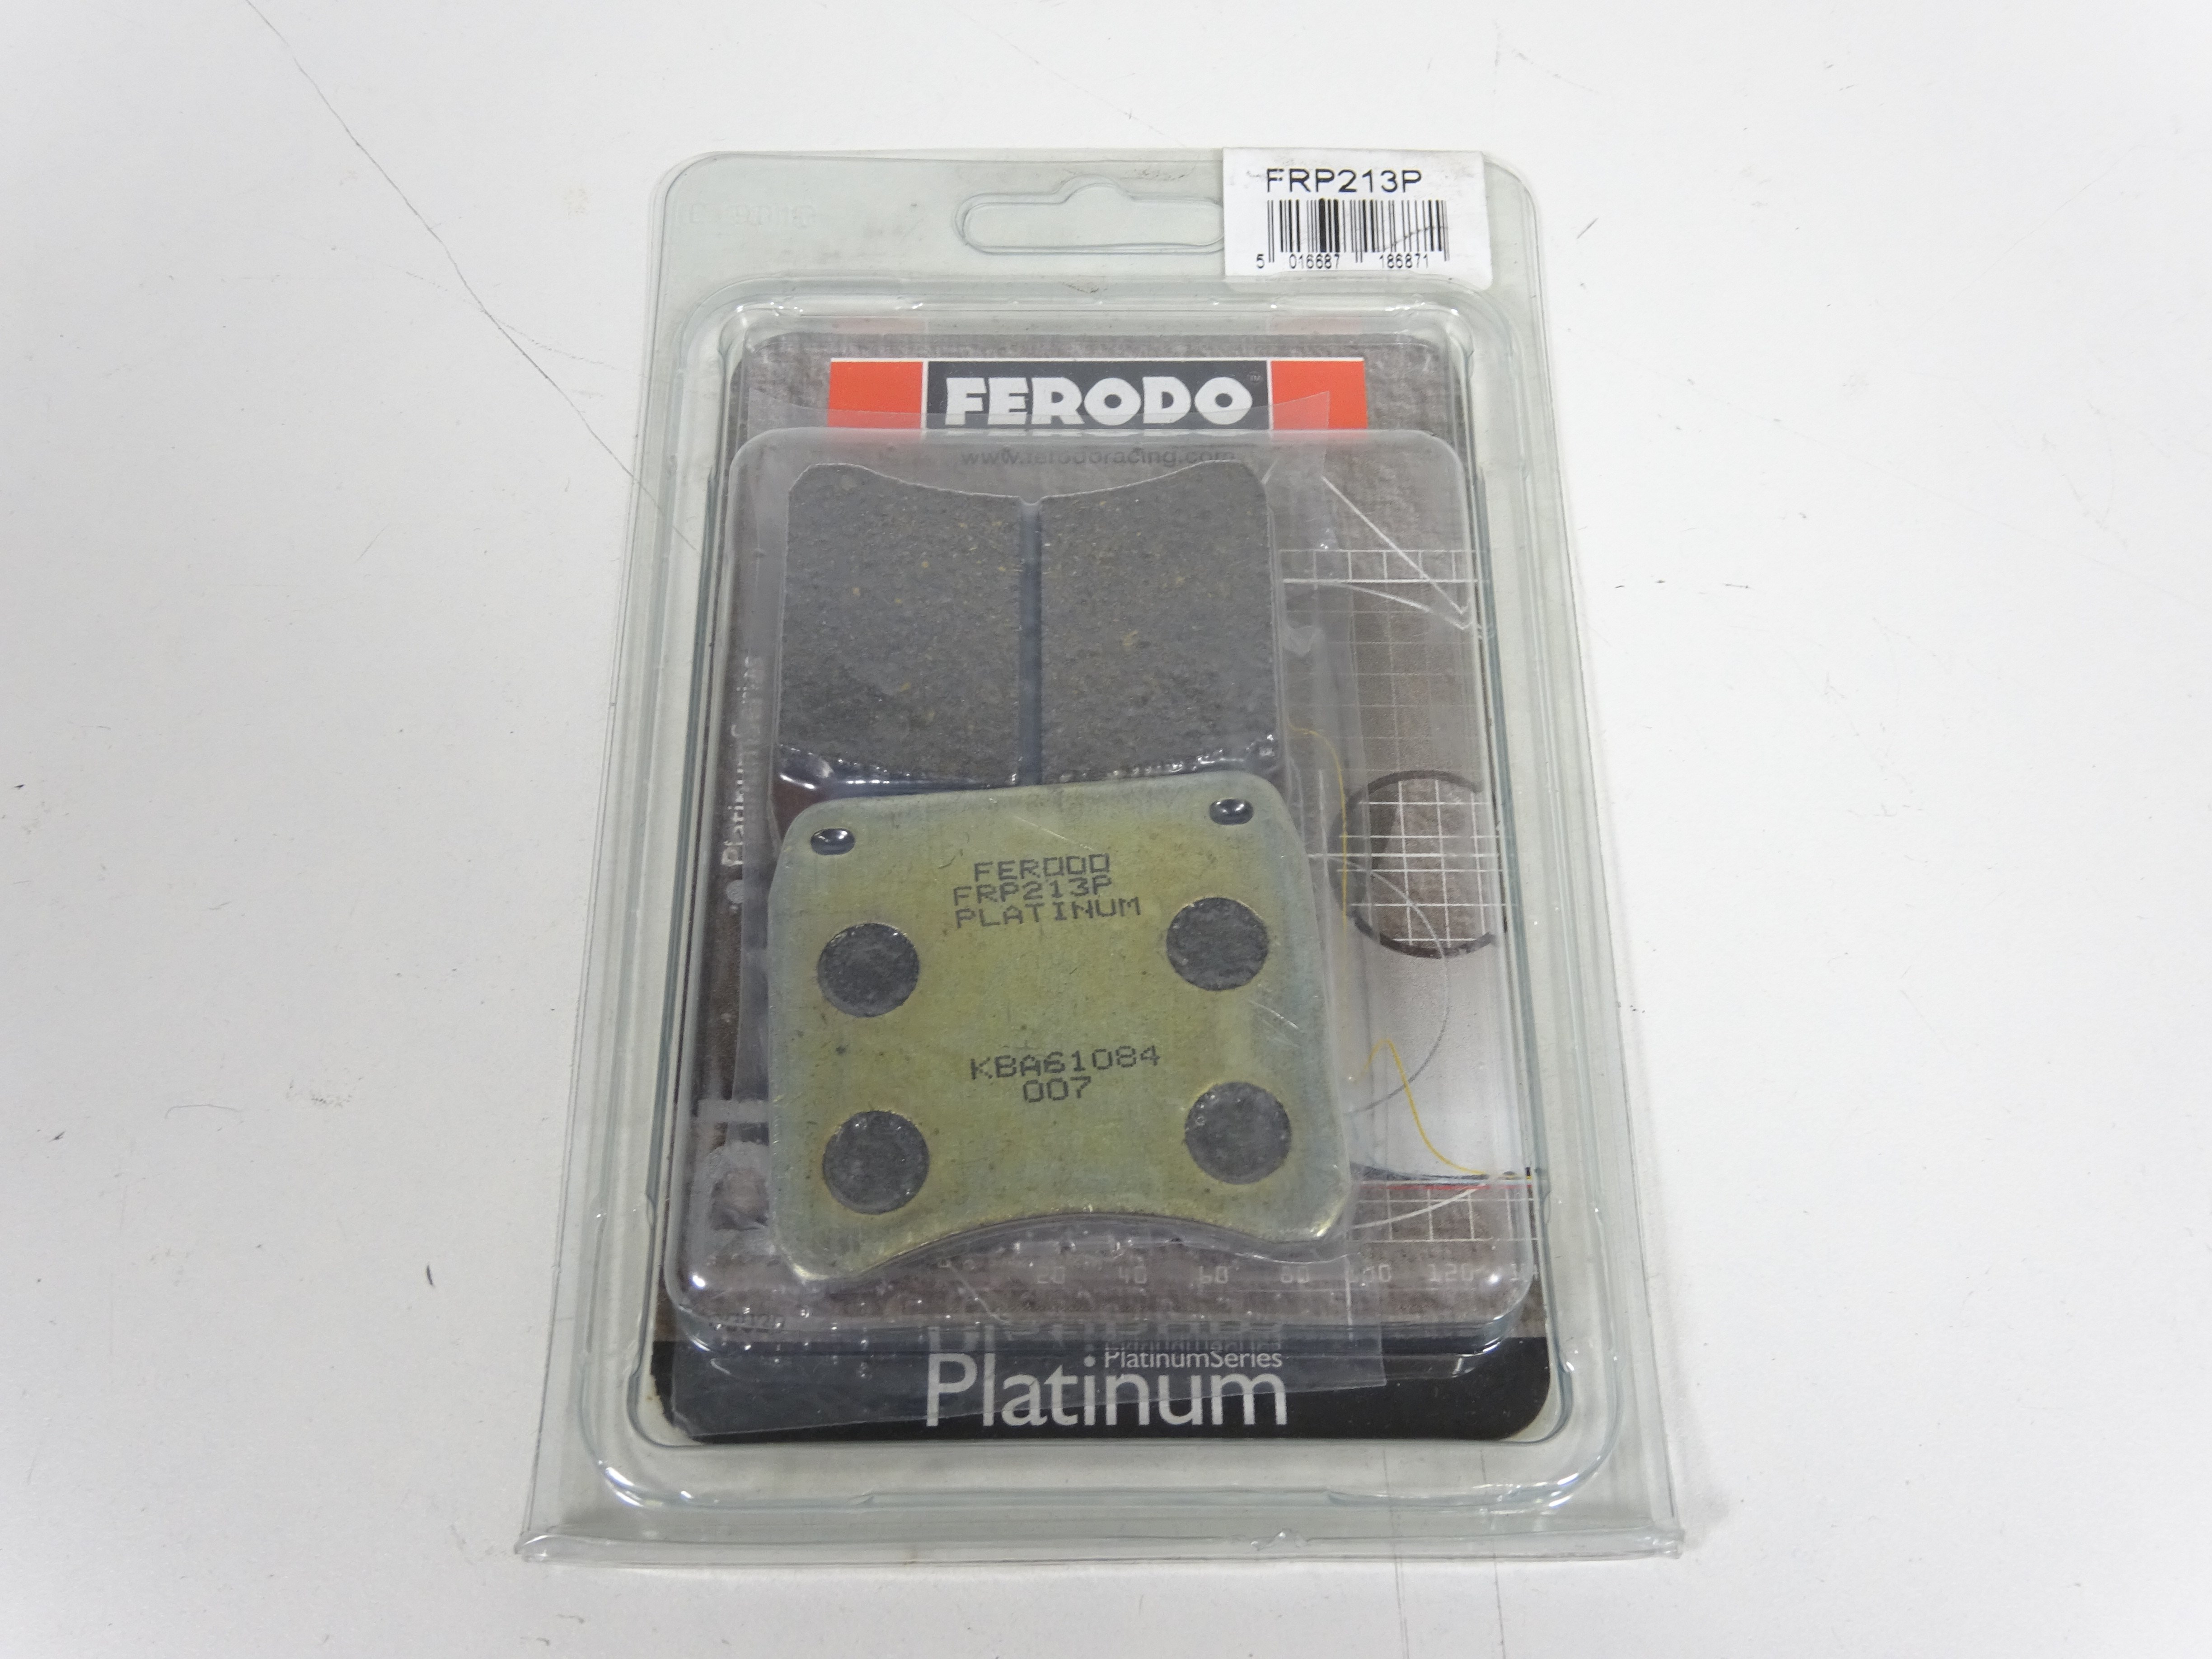 FRP213P
5 016687 186871
FERODO
www.ferodoracing.com
PlatinumSeries
FERODO
FRP213P
PLATINUM
KBA61084
007
20 40 60 80 100 120
PlatinumSeries
Platinum